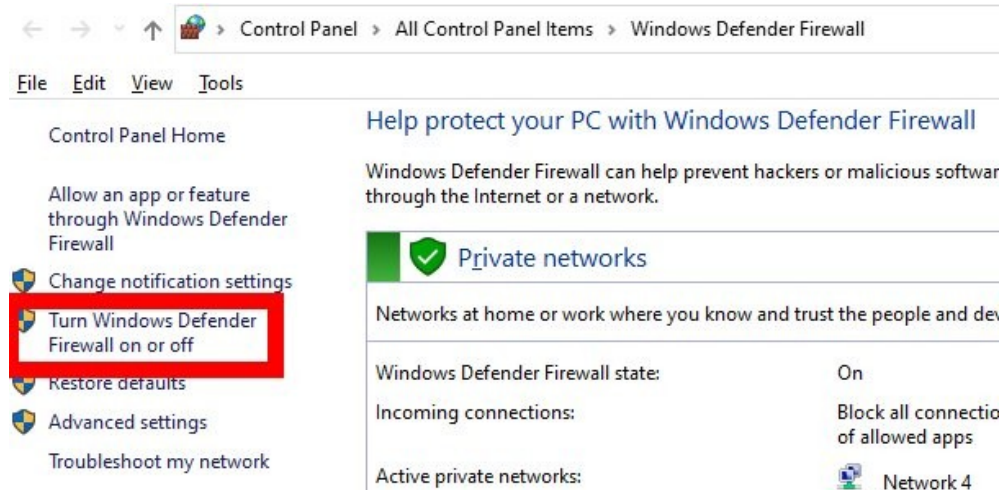 Control Panel > All Control Panel Items > Windows Defender Firewall
File Edit View Tools
Control Panel Home
Allow an app or feature
through Windows Defender
Firewall
Change notification settings
Turn Windows Defender
Firewall on or off
Restore defaults
Advanced settings
Troubleshoot my network
Help protect your PC with Windows Defender Firewall
Windows Defender Firewall can help prevent hackers or malicious softwar
through the Internet or a network.
Private networks
Networks at home or work where you know and trust the people and dev
Windows Defender Firewall state: On
Incoming connections: Block all connectio
of allowed apps
Active private networks: Network 4